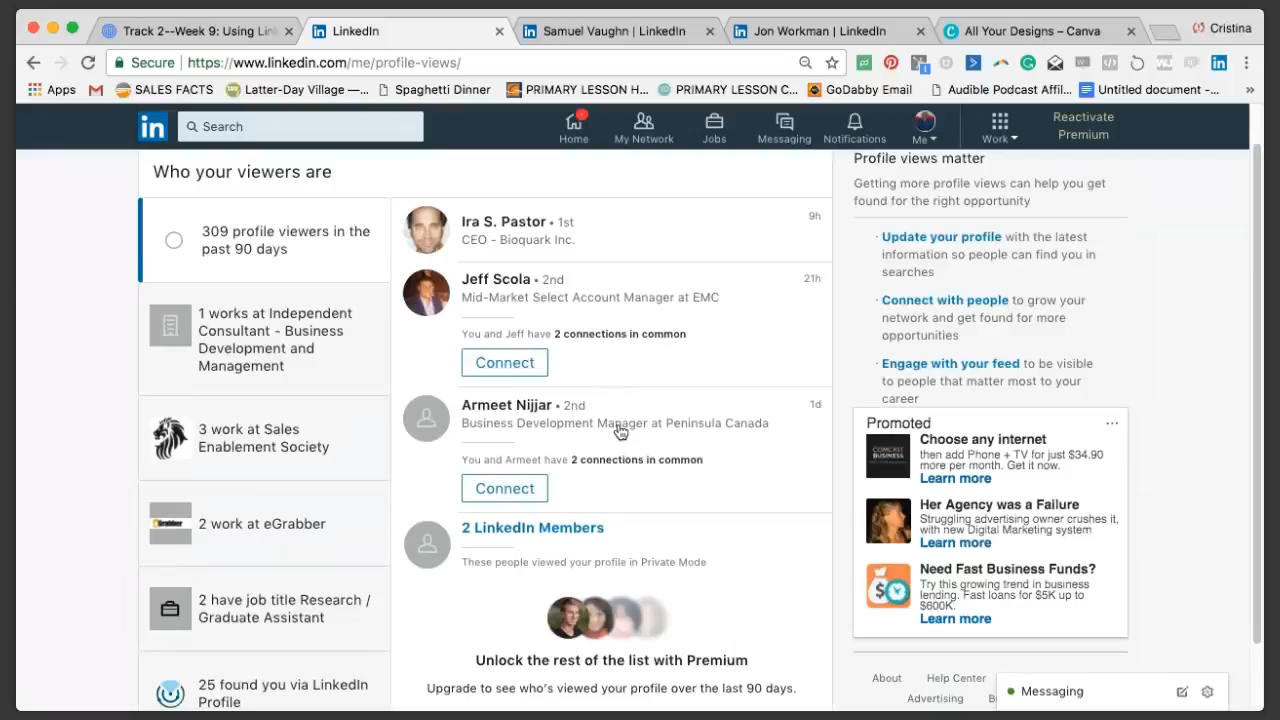 Track 2--Week 9: Using Lin
LinkedIn
Samuel Vaughn | LinkedIn
Jon Workman | LinkedIn
All Your Designs – Canva
Cristina
Secure
https://www.linkedin.com/me/profile-views/
Apps
SALES FACTS
Latter-Day Village —...
Spaghetti Dinner
PRIMARY LESSON H...
PRIMARY LESSON C...
GoDabby Email
Audible Podcast Affil...
Untitled document -...
»
in
Search
Home
My Network
Jobs
Messaging
Notifications
Me
Work
Reactivate
Premium
Who your viewers are
309 profile viewers in the
past 90 days
1 works at Independent
Consultant - Business
Development and
Management
3 work at Sales
Enablement Society
eGrabber
2 work at eGrabber
2 have job title Research /
Graduate Assistant
25 found you via LinkedIn
Profile
Ira S. Pastor • 1st
9h
CEO - Bioquark Inc.
Jeff Scola • 2nd
21h
Mid-Market Select Account Manager at EMC
You and Jeff have 2 connections in common
Connect
Armeet Nijjar • 2nd
1d
Business Development Manager at Peninsula Canada
You and Armeet have 2 connections in common
Connect
2 LinkedIn Members
These people viewed your profile in Private Mode
Unlock the rest of the list with Premium
Upgrade to see who's viewed your profile over the last 90 days.
Profile views matter
Getting more profile views can help you get
found for the right opportunity
· Update your profile with the latest
information so people can find you in
searches
· Connect with people to grow your
network and get found for more
opportunities
· Engage with your feed to be visible
to people that matter most to your
career
Promoted
...
COMCAST
BUSINESS
Choose any internet
then add Phone + TV for just $34.90
more per month. Get it now.
Learn more
Her Agency was a Failure
Struggling advertising owner crushes it,
with new Digital Marketing system
Learn more
Need Fast Business Funds?
Try this growing trend in business
lending. Fast loans for $5K up to
$600K.
Learn more
About
Help Center
Advertising
Messaging